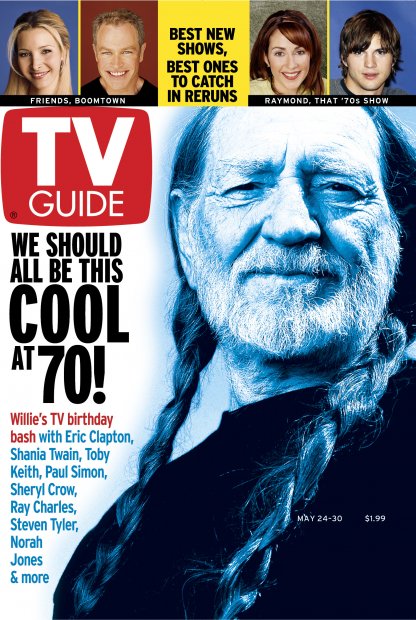 BEST NEW
SHOWS,
BEST ONES
TO CATCH
IN RERUNS
FRIENDS, BOOMTOWN
RAYMOND, THAT '70s SHOW
TV
GUIDE
®
WE SHOULD
ALL BE THIS
COOL
AT 70!
Willie's TV birthday
bash with Eric Clapton,
Shania Twain, Toby
Keith, Paul Simon,
Sheryl Crow,
Ray Charles,
Steven Tyler,
Norah
Jones
& more
MAY 24-30 $1.99